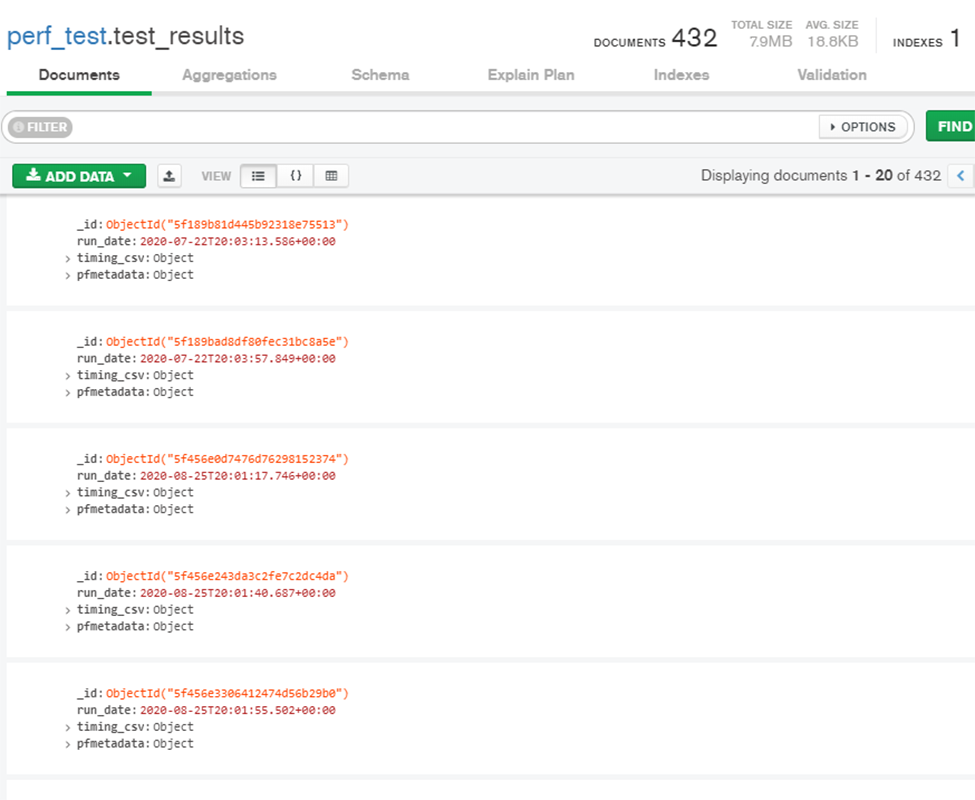 perf_test.test_results
DOCUMENTS 432 TOTAL SIZE 7.9MB AVG. SIZE 18.8KB INDEXES 1
Documents Aggregations Schema Explain Plan Indexes Validation
FILTER OPTIONS FIND
ADD DATA VIEW {} Displaying documents 1 - 20 of 432
_id: ObjectId("5f189b81d445b92318e75513")
run_date: 2020-07-22T20:03:13.586+00:00
> timing_csv: Object
> pfmetadata: Object
_id: ObjectId("5f189bad8df80fec31bc8a5e")
run_date: 2020-07-22T20:03:57.849+00:00
> timing_csv: Object
> pfmetadata: Object
_id: ObjectId("5f456e0d7476d76298152374")
run_date: 2020-08-25T20:01:17.746+00:00
> timing_csv: Object
> pfmetadata: Object
_id: ObjectId("5f456e243da3c2fe7c2dc4da")
run_date: 2020-08-25T20:01:40.687+00:00
> timing_csv: Object
> pfmetadata: Object
_id: ObjectId("5f456e3306412474d56b29b0")
run_date: 2020-08-25T20:01:55.502+00:00
> timing_csv: Object
> pfmetadata: Object